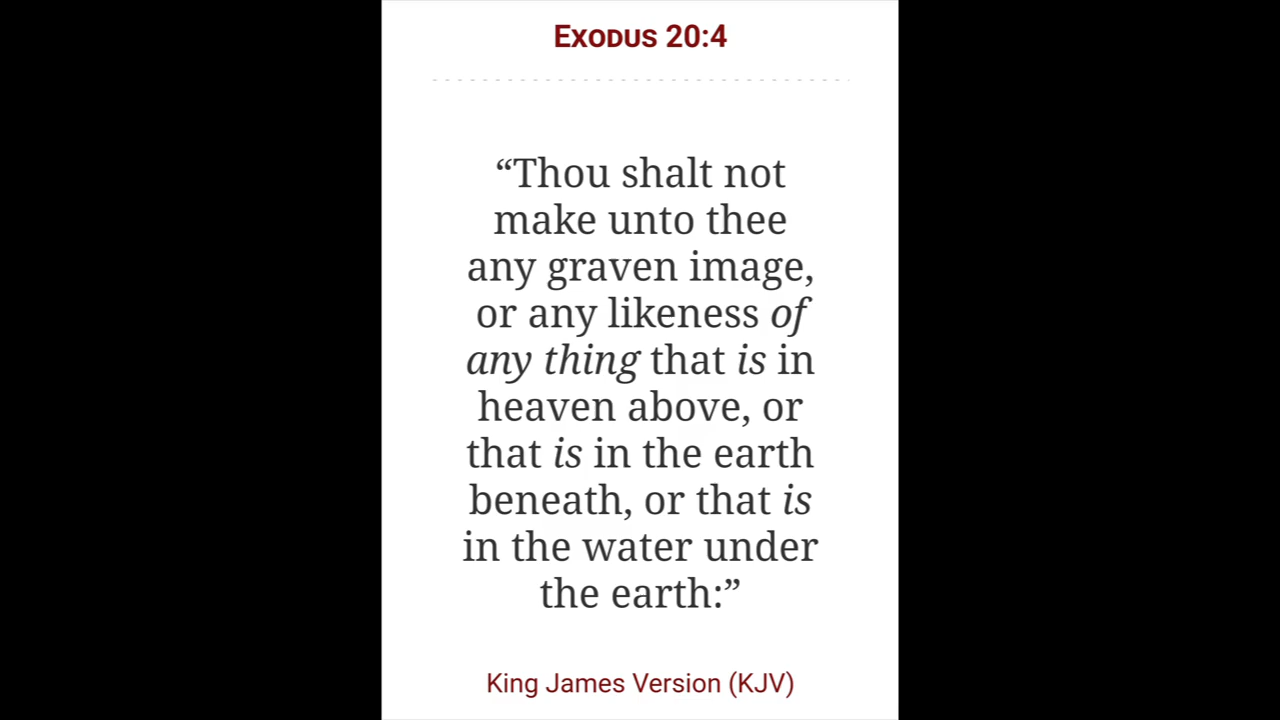 Exodus 20:4
“Thou shalt not
make unto thee
any graven image,
or any likeness of
any thing that is in
heaven above, or
that is in the earth
beneath, or that is
in the water under
the earth:”
King James Version (KJV)